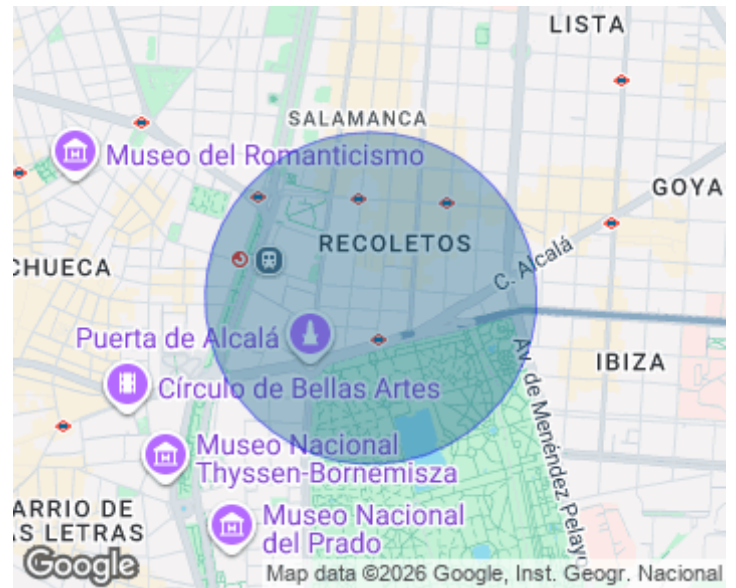 LISTA
SALAMANCA
Museo del Romanticismo
GOYA
RECOLETOS
CHUECA
C. Alcalá
Puerta de Alcalá
IBIZA
Círculo de Bellas Artes
Av. de Menéndez Pelayo
Museo Nacional
Thyssen-Bornemisza
ARRIO DE
AS LETRAS
Museo Nacional
del Prado
Google
Map data ©2026 Google, Inst. Geogr. Nacional